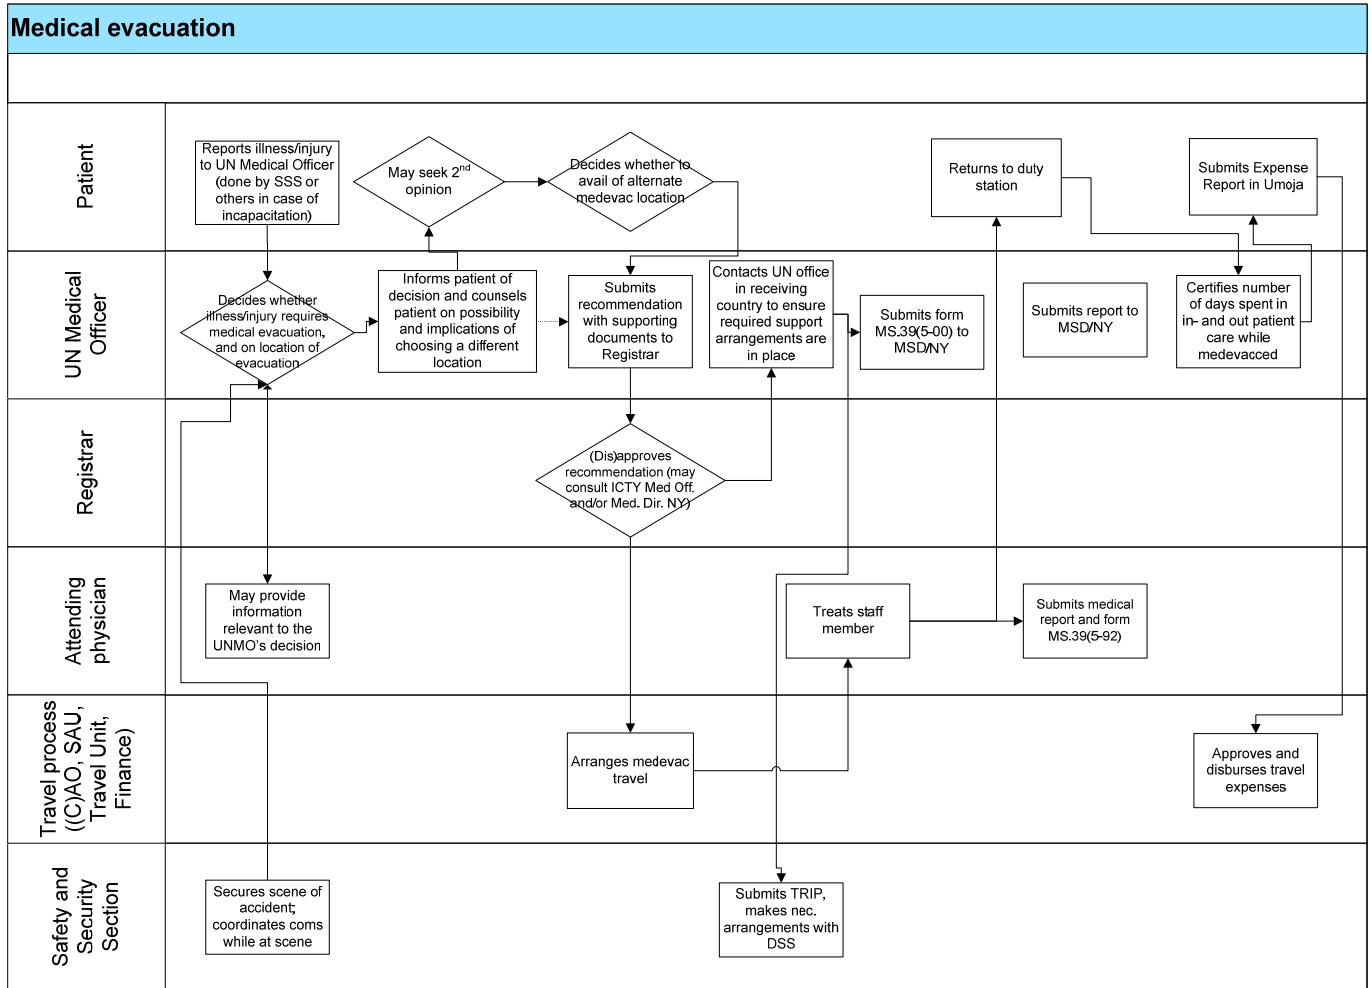 Medical evacuation
Patient
Reports illness/injury
to UN Medical Officer
(done by SSS or
others in case of
incapacitation)
May seek 2nd
opinion
Decides whether to
avail of alternate
medevac location
Returns to duty
station
Submits Expense
Report in Umoja
UN Medical
Officer
Decides whether
illness/injury requires
medical evacuation,
and on location of
evacuation
Informs patient of
decision and counsels
patient on possibility
and implications of
choosing a different
location
Submits
recommendation
with supporting
documents to
Registrar
Contacts UN office
in receiving
country to ensure
required support
arrangements are
in place
Submits form
MS.39(5-00) to
MSD/NY
Submits report to
MSD/NY
Certifies number
of days spent in
in- and out patient
care while
medevacced
Registrar
(Dis)approves
recommendation (may
consult ICTY Med Off.
and/or Med. Dir. NY)
Attending
physician
May provide
information
relevant to the
UNMO's decision
Treats staff
member
Submits medical
report and form
MS.39(5-92)
Travel process
((C)AO, SAU,
Travel Unit,
Finance)
Arranges medevac
travel
Approves and
disburses travel
expenses
Safety and
Security
Section
Secures scene of
accident;
coordinates coms
while at scene
Submits TRIP,
makes nec.
arrangements with
DSS